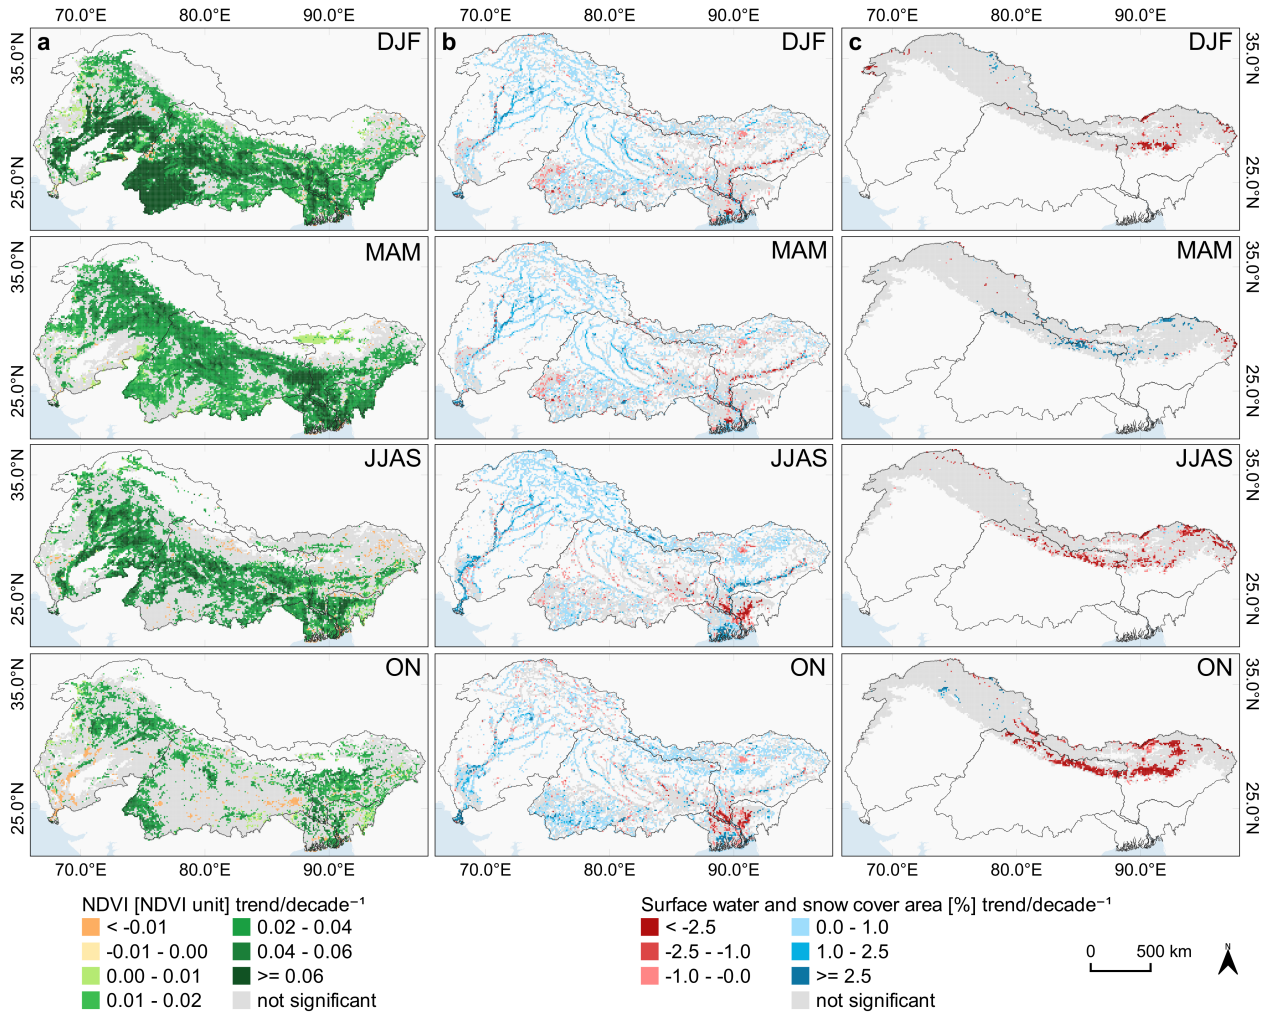 70.0°E 80.0°E 90.0°E 70.0°E 80.0°E 90.0°E 70.0°E 80.0°E 90.0°E
a DJF b DJF c DJF
35.0°N 35.0°N
25.0°N 25.0°N
MAM MAM MAM
35.0°N 35.0°N
25.0°N 25.0°N
JJAS JJAS JJAS
35.0°N 35.0°N
25.0°N 25.0°N
ON ON ON
35.0°N 35.0°N
25.0°N 25.0°N
70.0°E 80.0°E 90.0°E 70.0°E 80.0°E 90.0°E 70.0°E 80.0°E 90.0°E
NDVI [NDVI unit] trend/decade⁻¹
< -0.01
-0.01 - 0.00
0.00 - 0.01
0.01 - 0.02
0.02 - 0.04
0.04 - 0.06
>= 0.06
not significant
Surface water and snow cover area [%] trend/decade⁻¹
< -2.5
-2.5 - -1.0
-1.0 - -0.0
0.0 - 1.0
1.0 - 2.5
>= 2.5
not significant
0 500 km
N